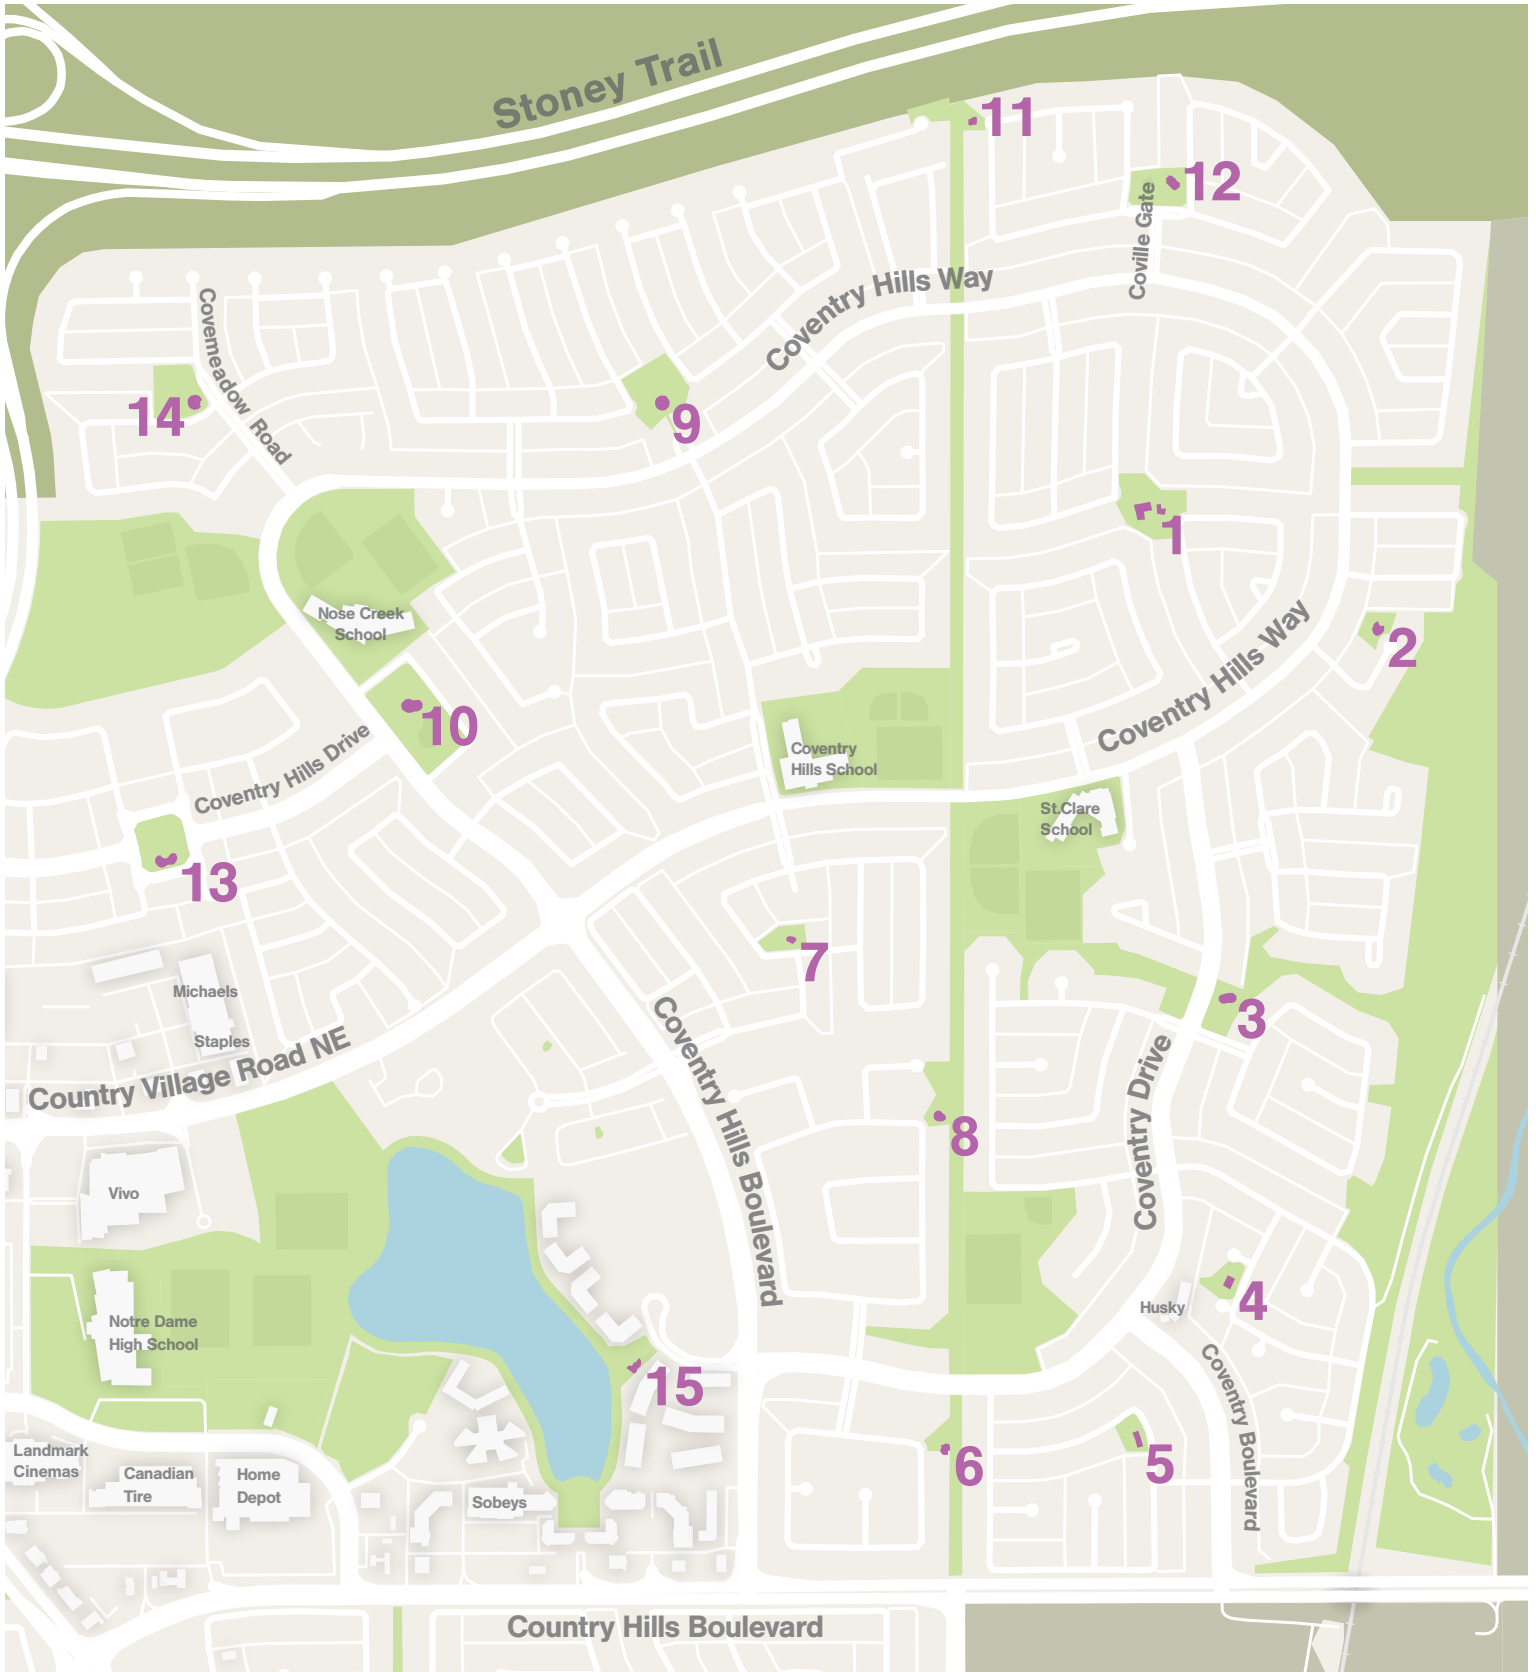 Stoney Trail
11
12
Coville Gate
Coventry Hills Way
Covemeadow Road
14
9
1
Nose Creek
School
2
Coventry Hills Way
10
Coventry Hills Drive
Coventry
Hills School
St.Clare
School
13
7
Michaels
Staples
3
Country Village Road NE
Coventry Hills Boulevard
Coventry Drive
8
Vivo
4
Husky
Notre Dame
High School
15
Coventry Boulevard
6
5
Landmark
Cinemas
Canadian
Tire
Home
Depot
Sobeys
Country Hills Boulevard